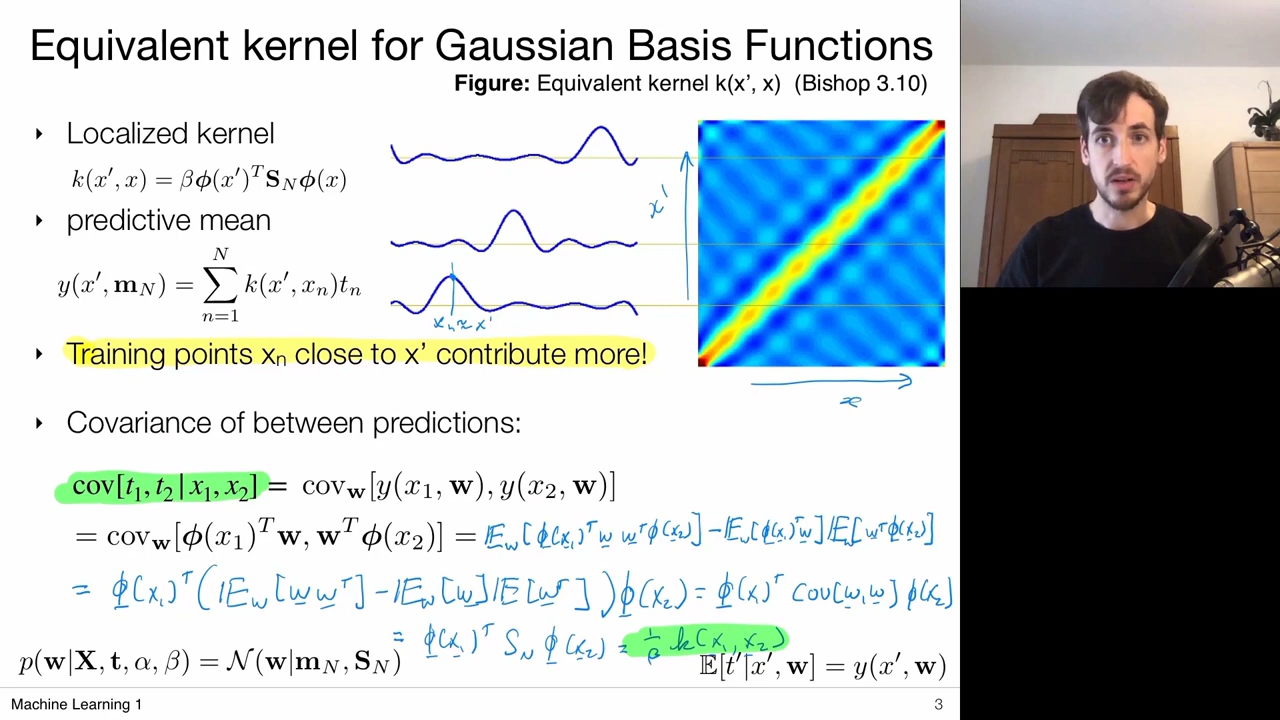 Equivalent kernel for Gaussian Basis Functions
Figure: Equivalent kernel k(x’, x) (Bishop 3.10)
‣ Localized kernel
k(x′, x) = βϕ(x′)ᵀS_Nϕ(x)
‣ predictive mean
y(x′, m_N) = ∑_{n=1}^{N} k(x′, x_n)t_n
x_n ≈ x′
x′
x
‣ Training points xₙ close to x’ contribute more!
‣ Covariance of between predictions:
cov[t₁, t₂ | x₁, x₂] = cov_w[y(x₁, w), y(x₂, w)]
= cov_w[ϕ(x₁)ᵀw, wᵀϕ(x₂)] = 𝔼_w[ϕ(x₁)ᵀw wᵀϕ(x₂)] − 𝔼_w[ϕ(x₁)ᵀw]𝔼[wᵀϕ(x₂)]
= ϕ(x₁)ᵀ(𝔼_w[w wᵀ] − 𝔼_w[w]𝔼[wᵀ])ϕ(x₂) = ϕ(x₁)ᵀ cov[w,w] ϕ(x₂)
= ϕ(x₁)ᵀ S_N ϕ(x₂) = 1/β k(x₁, x₂)
p(w|X, t, α, β) = 𝒩(w|m_N, S_N)
𝔼[t′|x′, w] = y(x′, w)
Machine Learning 1
3